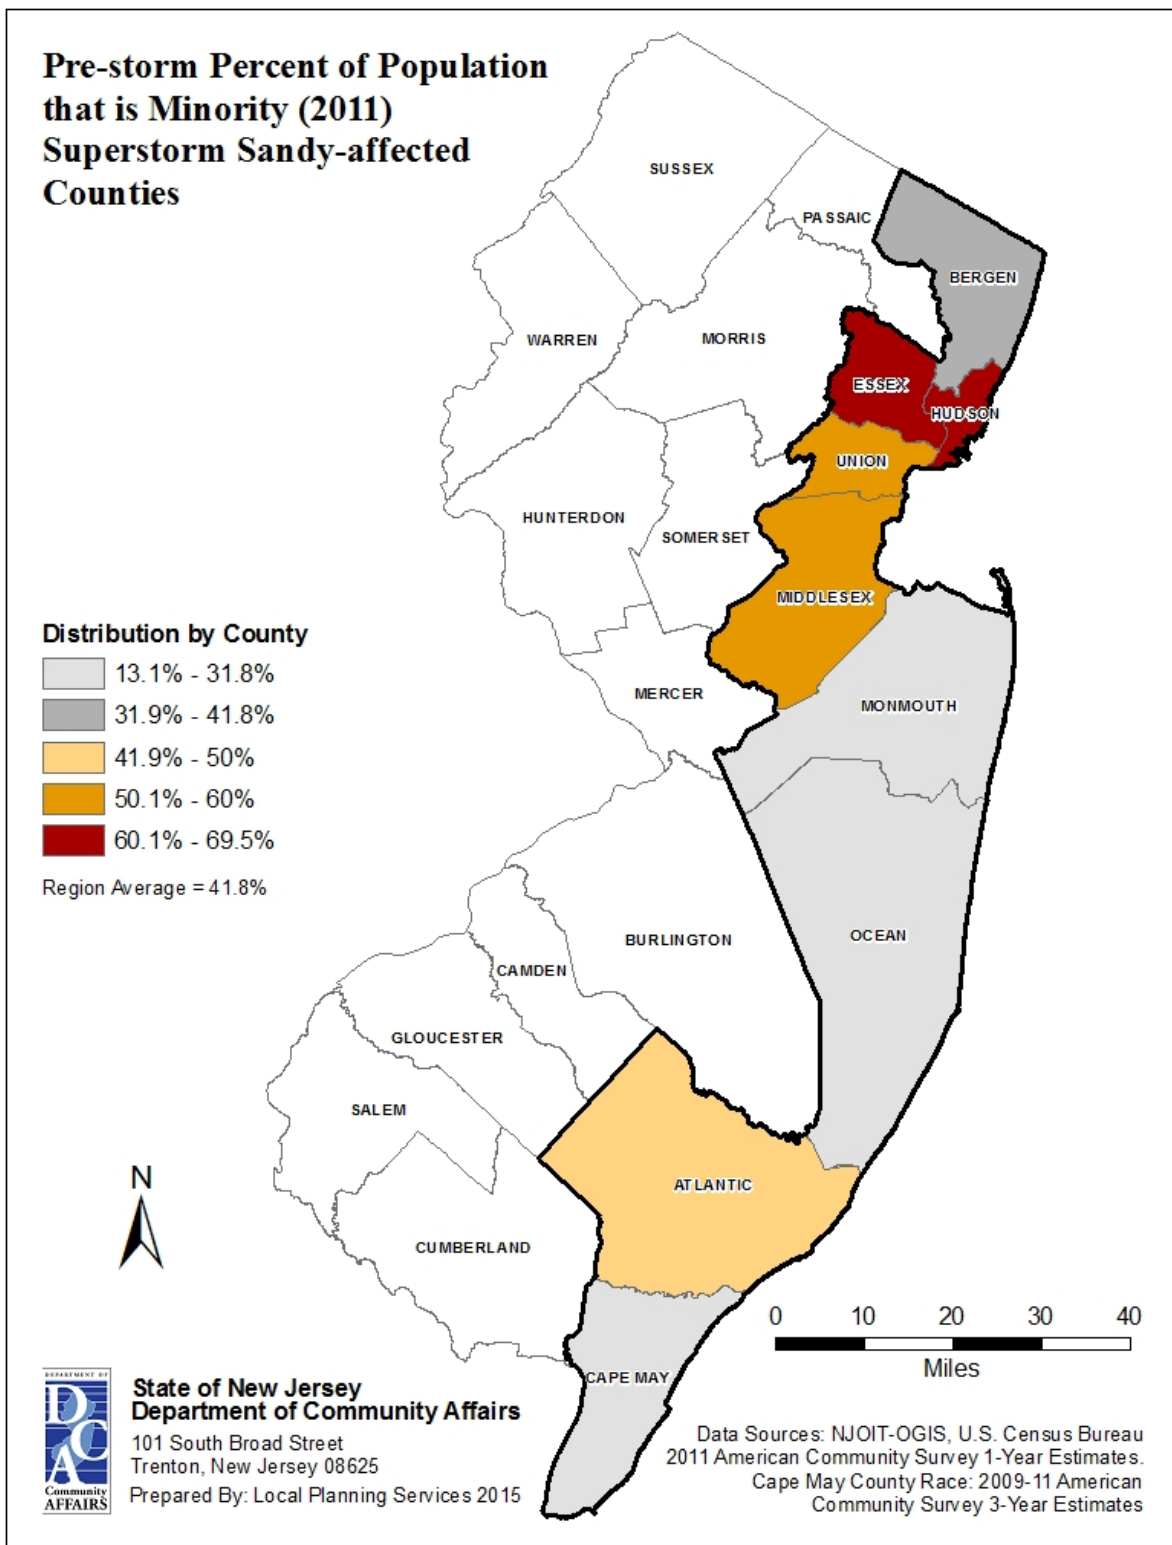 Pre-storm Percent of Population
that is Minority (2011)
Superstorm Sandy-affected
Counties
SUSSEX
PASSAIC
BERGEN
WARREN
MORRIS
ESSEX
HUDSON
UNION
HUNTERDON
SOMERSET
MIDDLESEX
MERCER
MONMOUTH
Distribution by County
13.1% - 31.8%
31.9% - 41.8%
41.9% - 50%
50.1% - 60%
60.1% - 69.5%
Region Average = 41.8%
OCEAN
BURLINGTON
CAMDEN
GLOUCESTER
SALEM
ATLANTIC
CUMBERLAND
CAPE MAY
N
0 10 20 30 40
Miles
DEPARTMENT OF
DCA
Community
AFFAIRS
State of New Jersey
Department of Community Affairs
101 South Broad Street
Trenton, New Jersey 08625
Prepared By: Local Planning Services 2015
Data Sources: NJOIT-OGIS, U.S. Census Bureau
2011 American Community Survey 1-Year Estimates.
Cape May County Race: 2009-11 American
Community Survey 3-Year Estimates